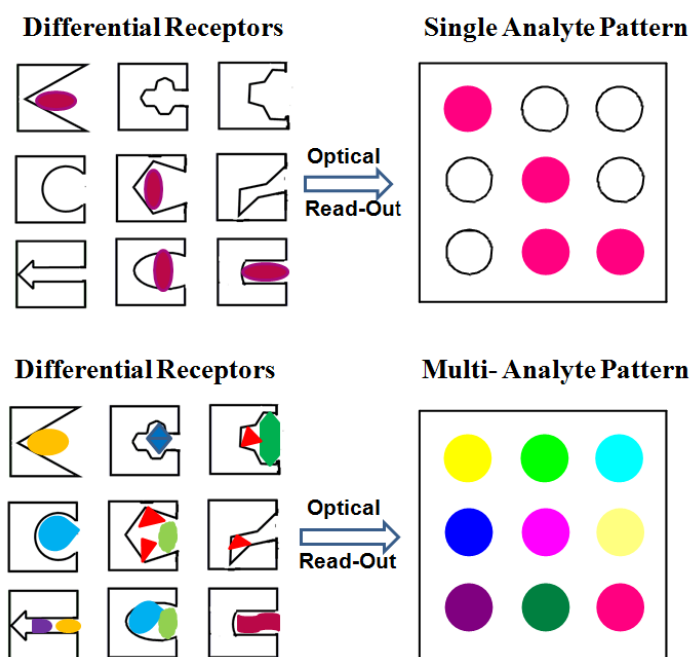 Differential Receptors
Single Analyte Pattern
Optical
Read-Out
Differential Receptors
Multi- Analyte Pattern
Optical
Read-Out